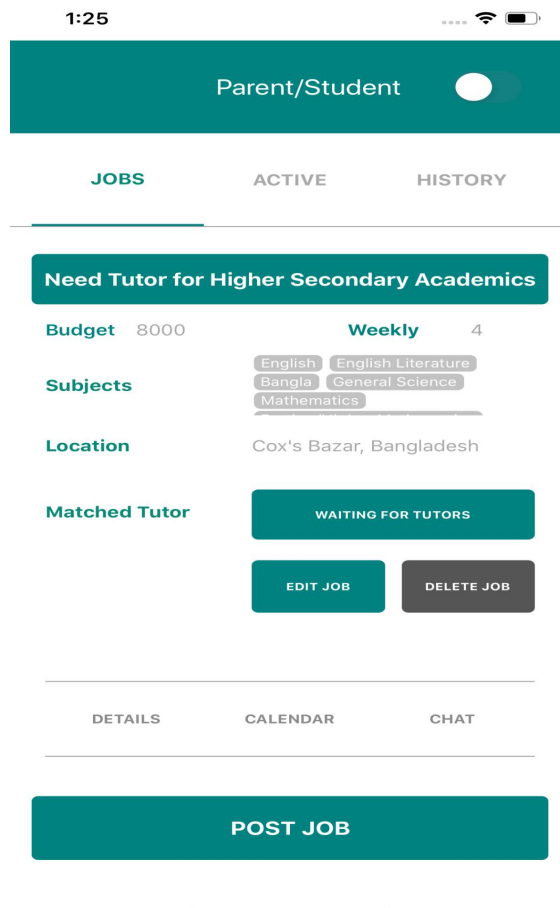 1:25
Parent/Student
JOBS ACTIVE HISTORY
Need Tutor for Higher Secondary Academics
Budget 8000 Weekly 4
Subjects
English English Literature
Bangla General Science
Mathematics
Location Cox's Bazar, Bangladesh
Matched Tutor WAITING FOR TUTORS
EDIT JOB DELETE JOB
DETAILS CALENDAR CHAT
POST JOB